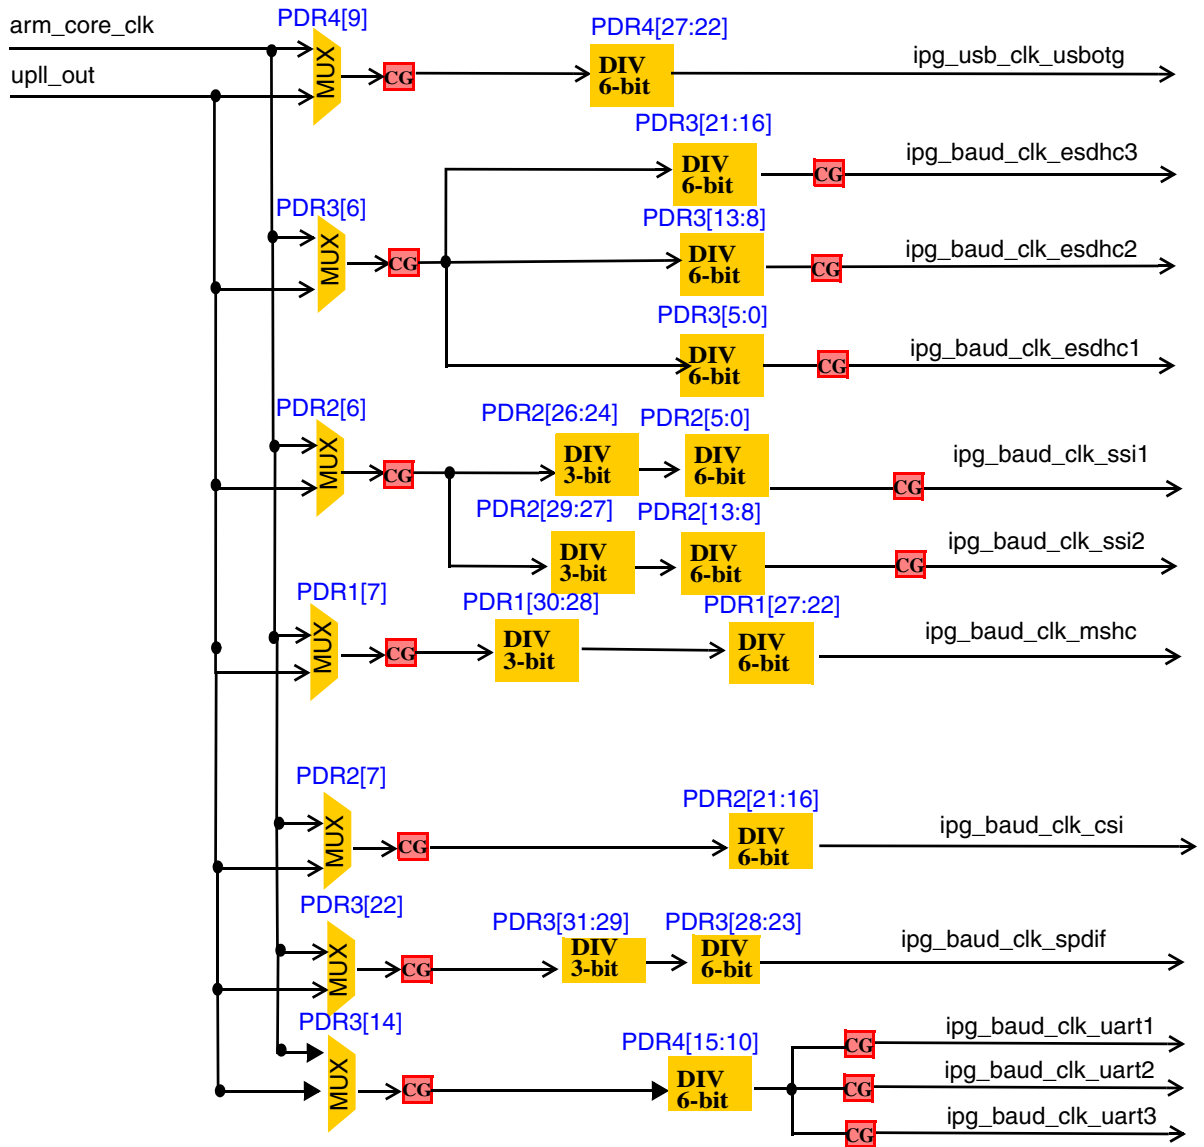 arm_core_clk
PDR4[9]
PDR4[27:22]
upll_out
MUX
CG
DIV
6-bit
ipg_usb_clk_usbotg
PDR3[21:16]
DIV
6-bit
CG
ipg_baud_clk_esdhc3
PDR3[6]
MUX
CG
PDR3[13:8]
DIV
6-bit
CG
ipg_baud_clk_esdhc2
PDR3[5:0]
DIV
6-bit
CG
ipg_baud_clk_esdhc1
PDR2[6]
MUX
CG
PDR2[26:24]
DIV
3-bit
PDR2[5:0]
DIV
6-bit
CG
ipg_baud_clk_ssi1
PDR2[29:27]
DIV
3-bit
PDR2[13:8]
DIV
6-bit
CG
ipg_baud_clk_ssi2
PDR1[7]
MUX
CG
PDR1[30:28]
DIV
3-bit
PDR1[27:22]
DIV
6-bit
ipg_baud_clk_mshc
PDR2[7]
MUX
CG
PDR2[21:16]
DIV
6-bit
ipg_baud_clk_csi
PDR3[22]
MUX
CG
PDR3[31:29]
DIV
3-bit
PDR3[28:23]
DIV
6-bit
ipg_baud_clk_spdif
PDR3[14]
MUX
CG
PDR4[15:10]
DIV
6-bit
CG
ipg_baud_clk_uart1
CG
ipg_baud_clk_uart2
CG
ipg_baud_clk_uart3